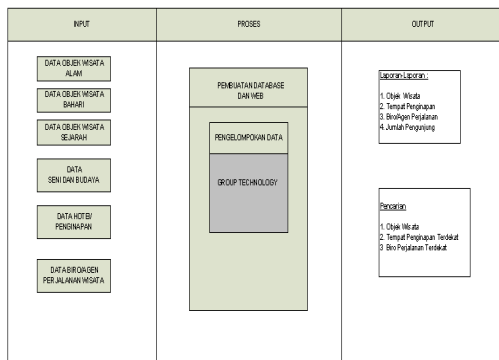 INPUT
PROSES
OUTPUT
DATA OBJEK WISATA
ALAM
DATA OBJEK WISATA
BAHARI
DATA OBJEK WISATA
SEJARAH
DATA
SENI DAN BUDAYA
DATA HOTEL/
PENGINAPAN
DATA BIRO/AGEN
PERJALANAN WISATA
PEMBUATAN DATABASE
DAN WEB
PENGELOMPOKAN DATA
GROUP TECHNOLOGY
Laporan-Laporan :
1. Objek Wisata
2. Tempat Penginapan
3. Biro/Agen Perjalanan
4. Jumlah Pengunjung
Pencarian
1. Objek Wisata
2. Tempat Penginapan Terdekat
3 Biro Perjalanan Terdekat